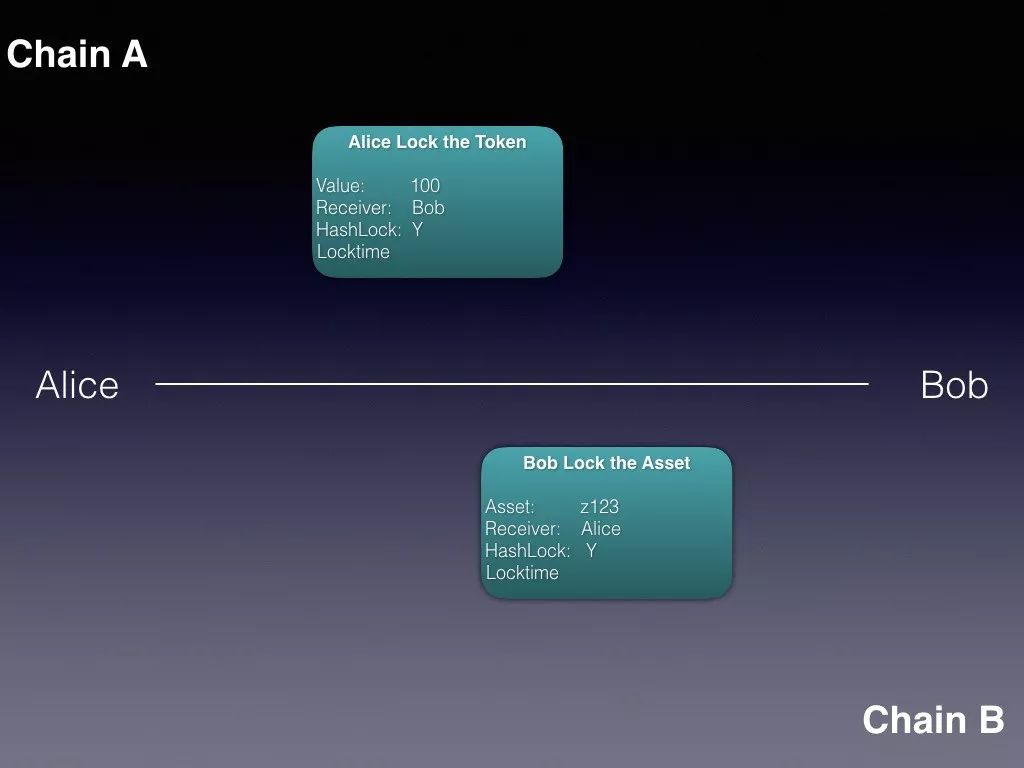 Chain A
Alice Lock the Token
Value: 100
Receiver: Bob
HashLock: Y
Locktime
Alice
Bob
Bob Lock the Asset
Asset: z123
Receiver: Alice
HashLock: Y
Locktime
Chain B